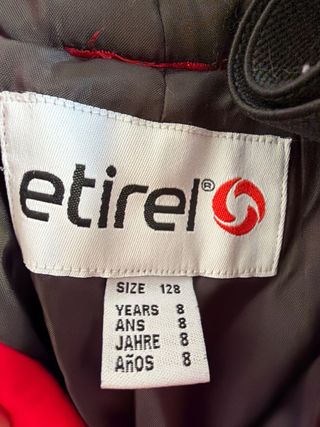 etirel®
SIZE 128
YEARS 8
ANS 8
JAHRE 8
AñOS 8